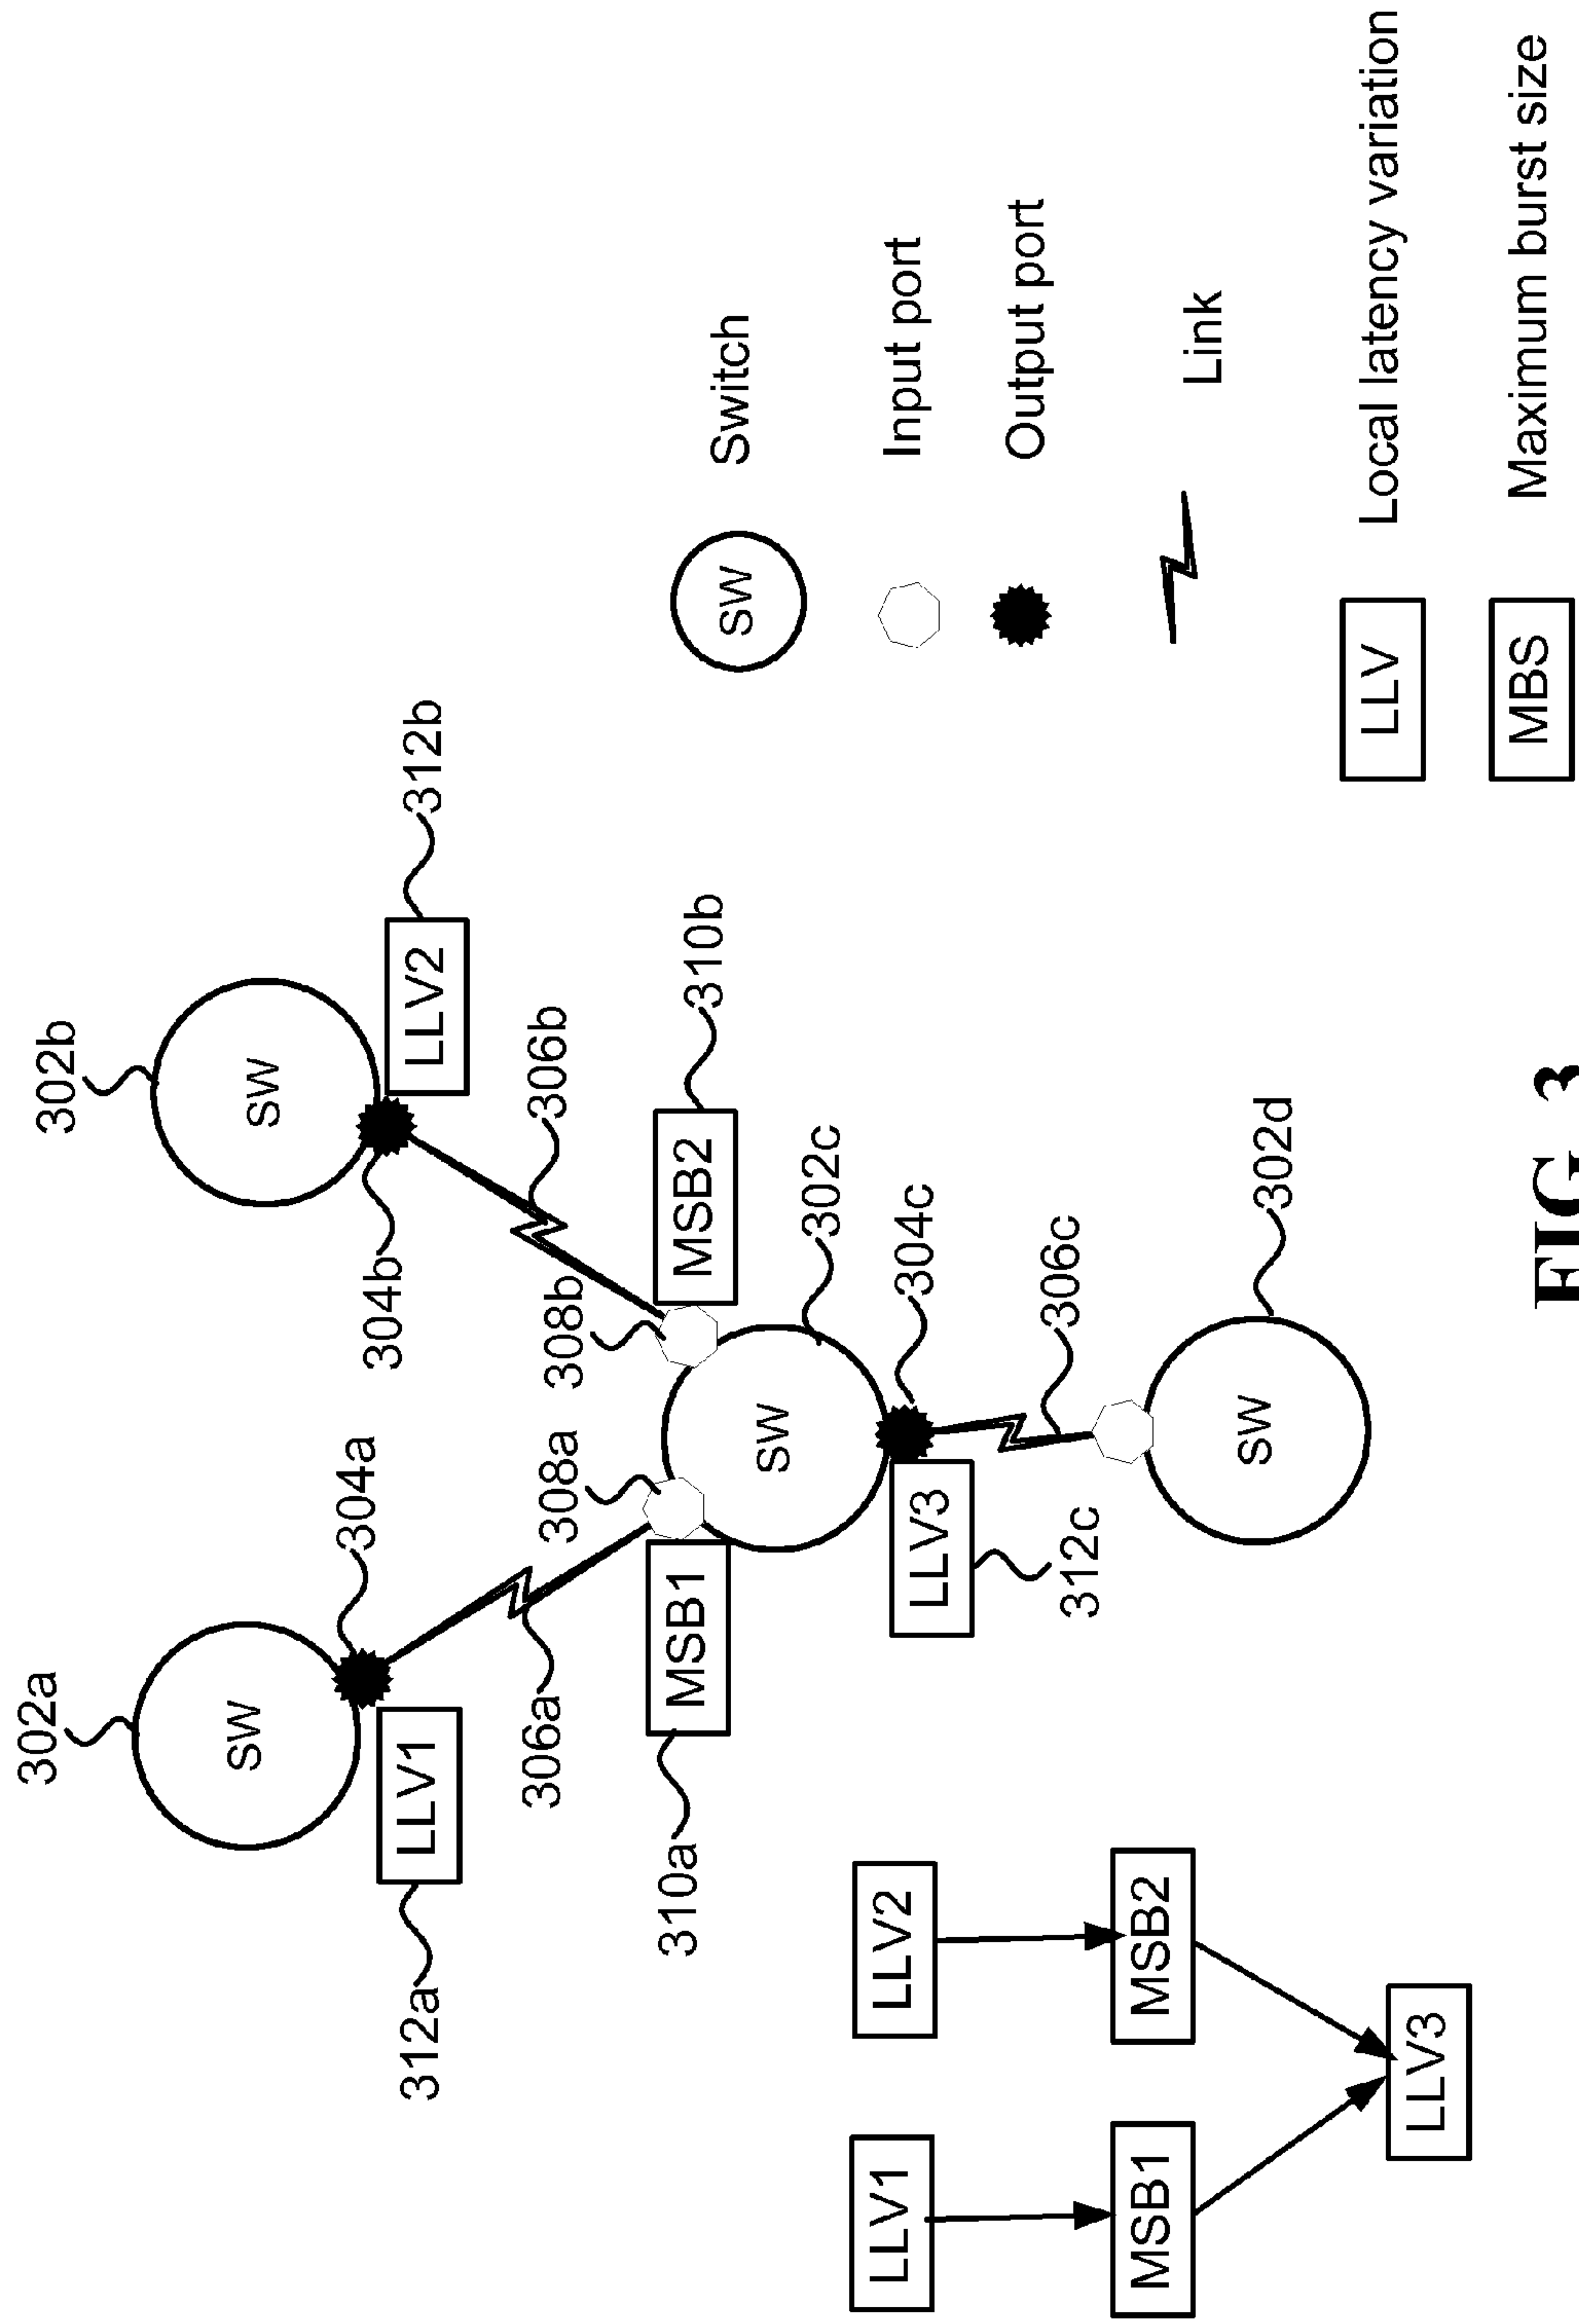 302a
302b
SW
SW
304a
304b
LLV1
LLV2
312a
312b
306a
306b
308a
308b
MSB1
MSB2
310a
310b
SW
302c
304c
LLV3
312c
306c
SW
302d
LLV1
LLV2
MSB1
MSB2
LLV3
SW
Switch
Input port
Output port
Link
LLV
Local latency variation
MBS
Maximum burst size
FIG. 3